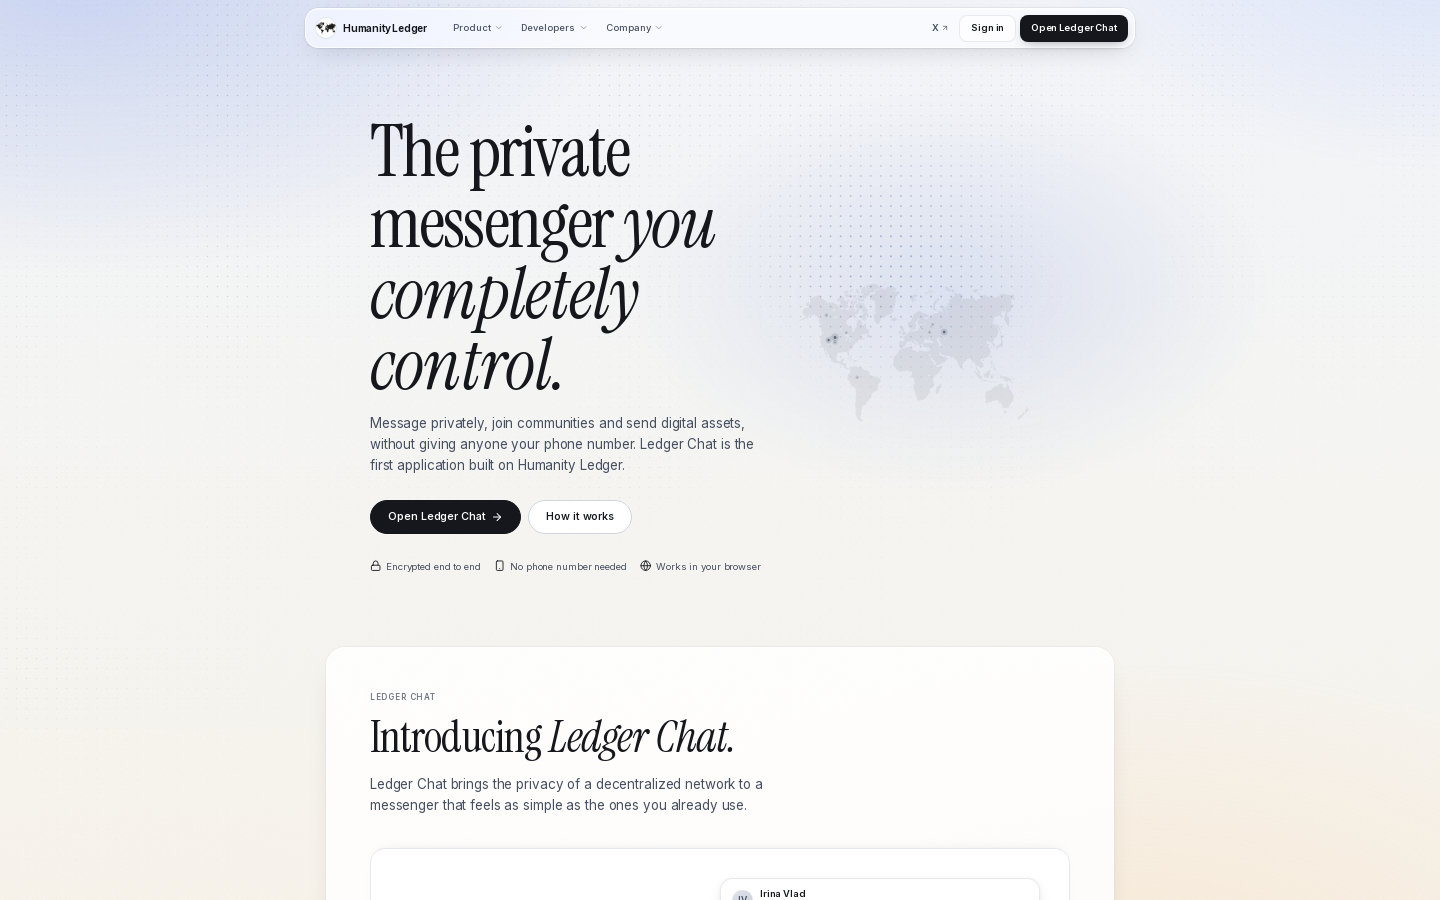 Humanity Ledger
Product
Developers
Company
X
Sign in
Open Ledger Chat
The private
messenger you
completely
control.
Message privately, join communities and send digital assets,
without giving anyone your phone number. Ledger Chat is the
first application built on Humanity Ledger.
Open Ledger Chat
How it works
Encrypted end to end
No phone number needed
Works in your browser
LEDGER CHAT
Introducing Ledger Chat.
Ledger Chat brings the privacy of a decentralized network to a
messenger that feels as simple as the ones you already use.
IV
Irina Vlad